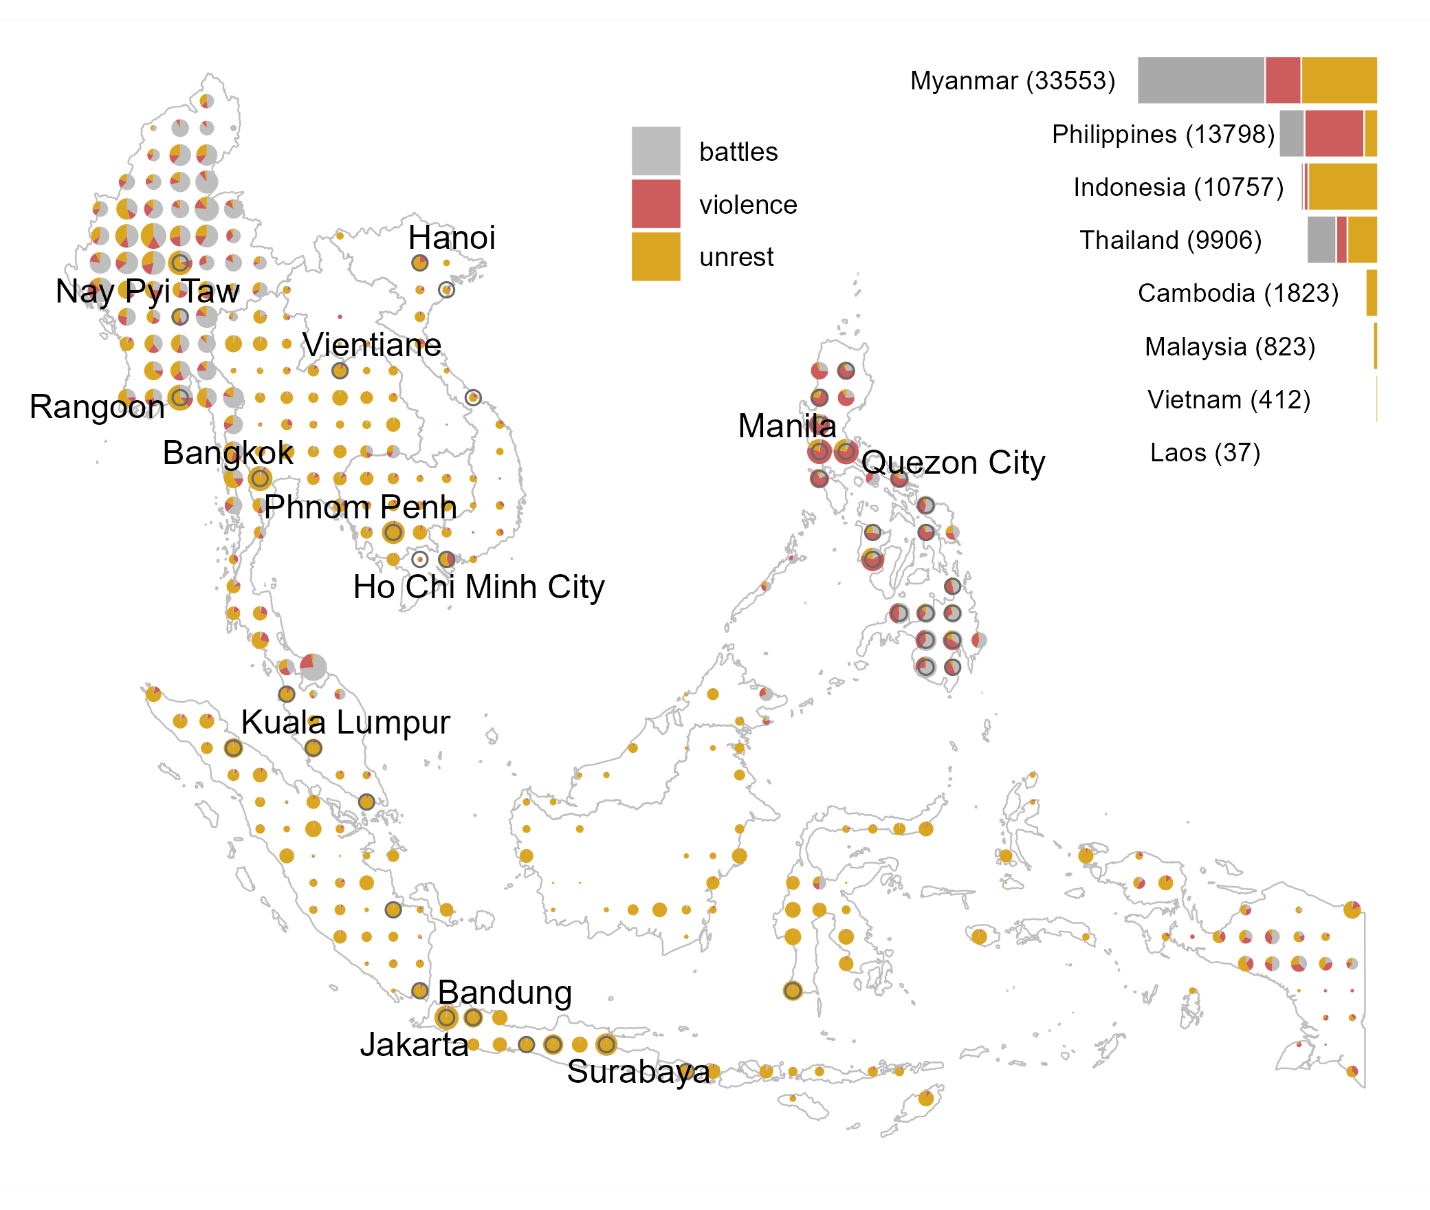 Myanmar (33553)
Philippines (13798)
Indonesia (10757)
Thailand (9906)
Cambodia (1823)
Malaysia (823)
Vietnam (412)
Laos (37)
battles
violence
unrest
Hanoi
Nay Pyi Taw
Vientiane
Rangoon
Manila
Bangkok
Quezon City
Phnom Penh
Ho Chi Minh City
Kuala Lumpur
Bandung
Jakarta
Surabaya